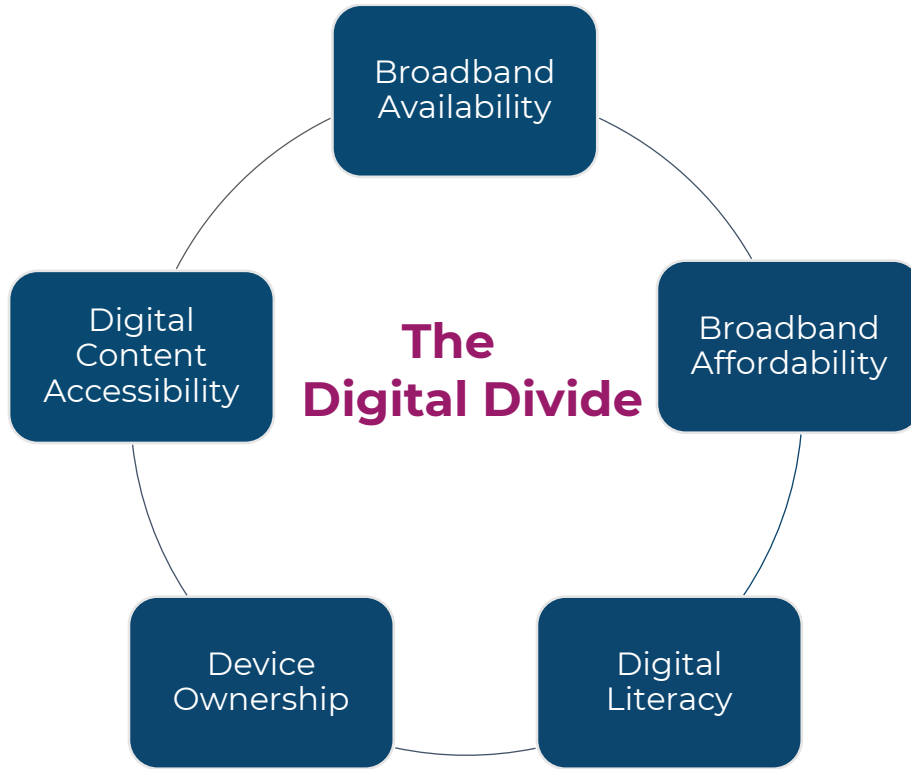 Broadband
Availability
Broadband
Affordability
Digital
Literacy
Device
Ownership
Digital
Content
Accessibility
The
Digital Divide